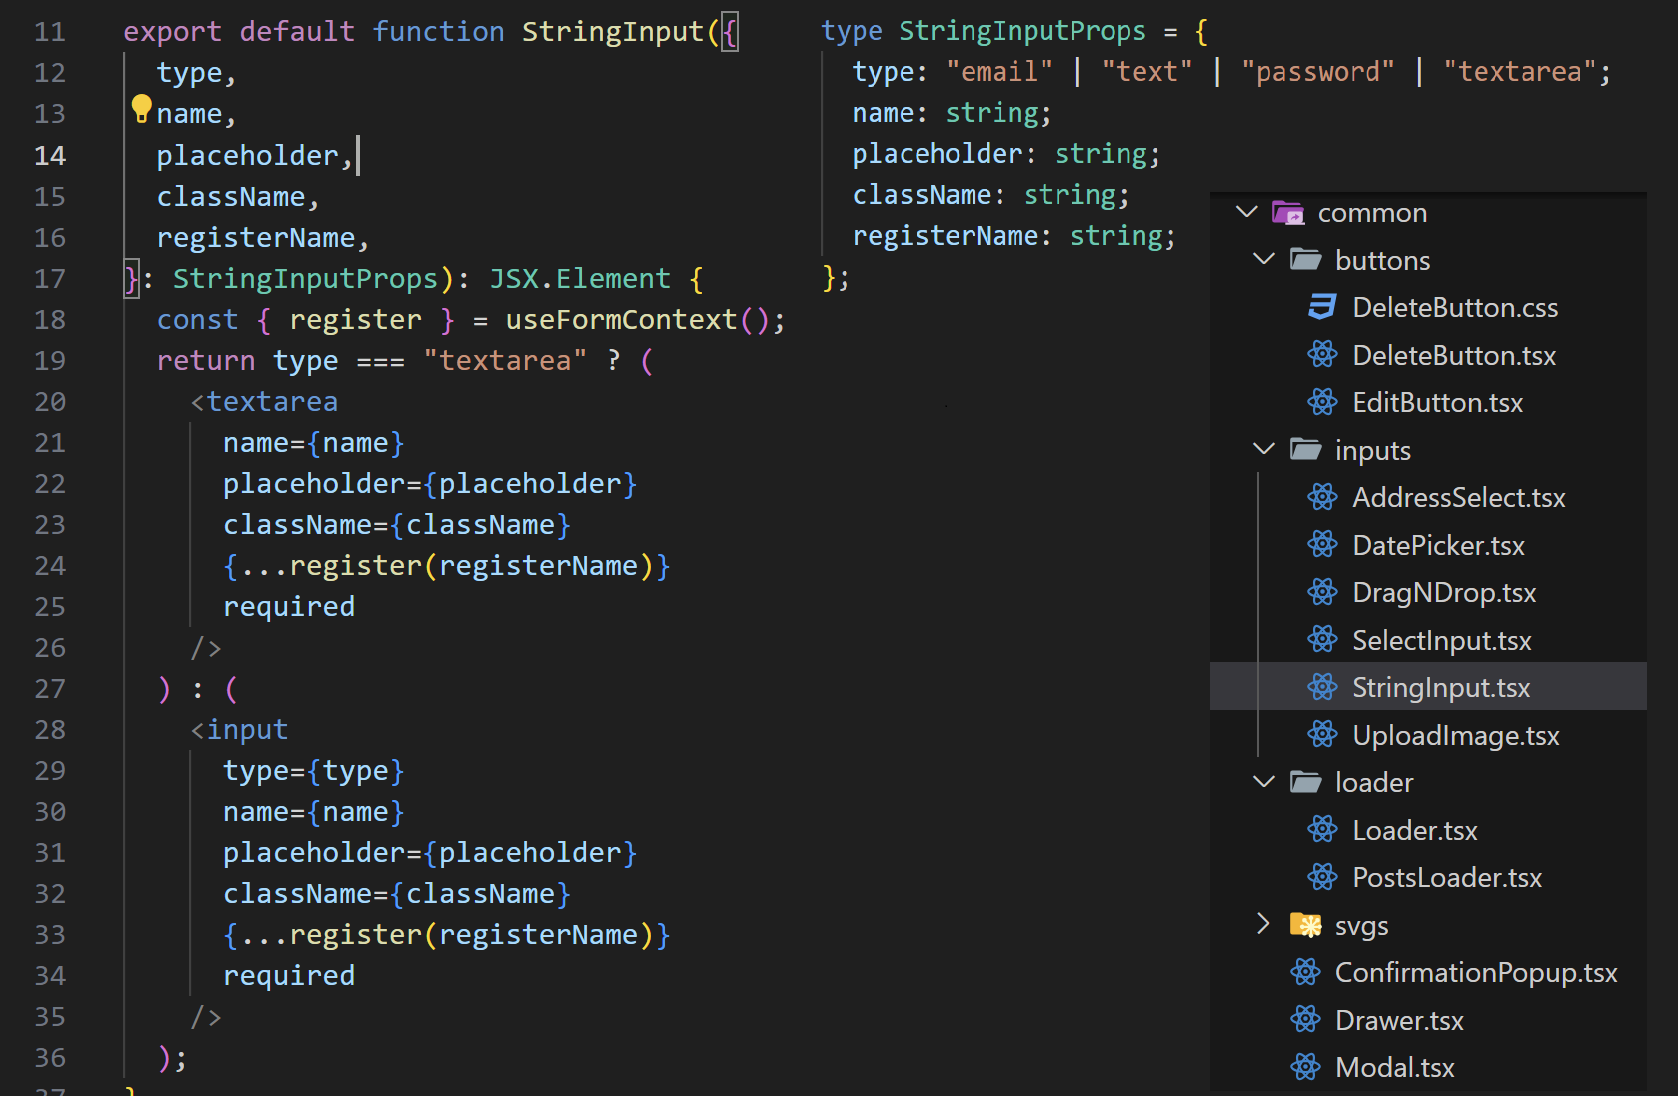 11 export default function StringInput({
12 type,
13 name,
14 placeholder,
15 className,
16 registerName,
17 }: StringInputProps): JSX.Element {
18 const { register } = useFormContext();
19 return type === "textarea" ? (
20 <textarea
21 name={name}
22 placeholder={placeholder}
23 className={className}
24 {...register(registerName)}
25 required
26 />
27 ) : (
28 <input
29 type={type}
30 name={name}
31 placeholder={placeholder}
32 className={className}
33 {...register(registerName)}
34 required
35 />
36 );
37 }
type StringInputProps = {
type: "email" | "text" | "password" | "textarea";
name: string;
placeholder: string;
className: string;
registerName: string;
};
common
buttons
DeleteButton.css
DeleteButton.tsx
EditButton.tsx
inputs
AddressSelect.tsx
DatePicker.tsx
DragNDrop.tsx
SelectInput.tsx
StringInput.tsx
UploadImage.tsx
loader
Loader.tsx
PostsLoader.tsx
svgs
ConfirmationPopup.tsx
Drawer.tsx
Modal.tsx